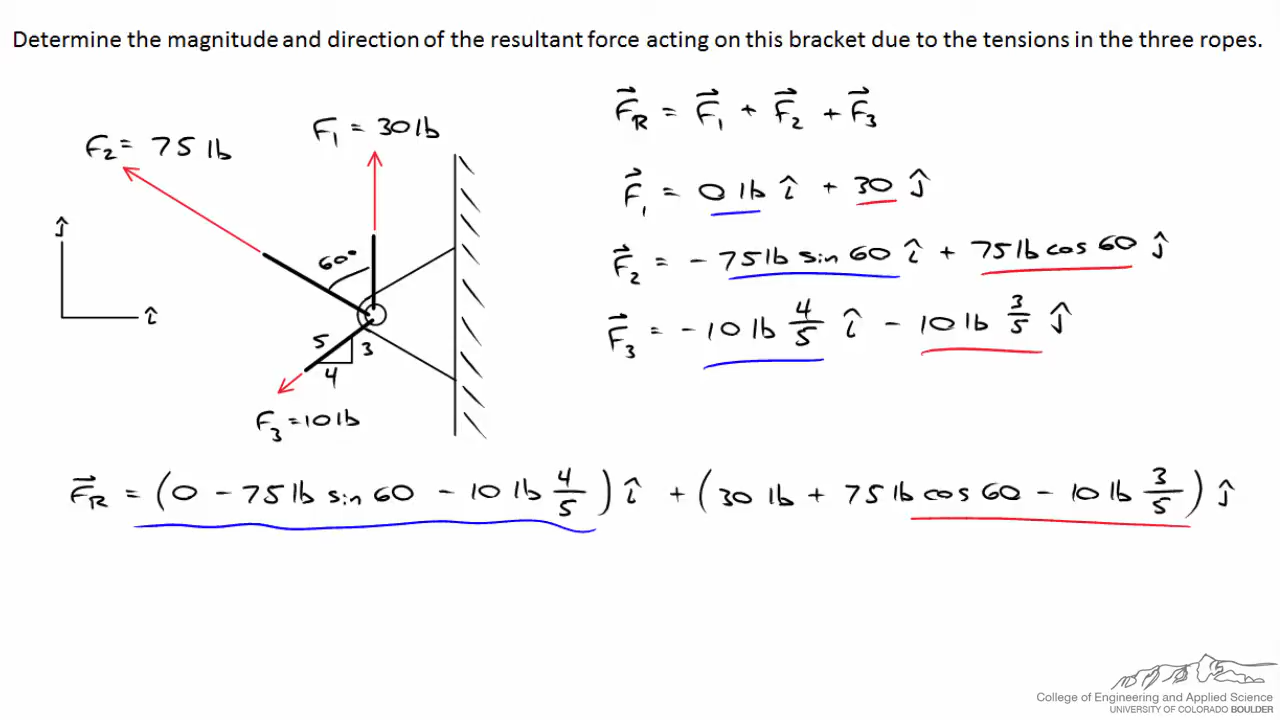 Determine the magnitude and direction of the resultant force acting on this bracket due to the tensions in the three ropes.
F₂ = 75 lb
F₁ = 30 lb
ĵ
î
60°
5
3
4
F₃ = 10 lb
F⃗_R = F⃗₁ + F⃗₂ + F⃗₃
F⃗₁ = 0 lb î + 30 ĵ
F⃗₂ = - 75 lb sin 60 î + 75 lb cos 60 ĵ
F⃗₃ = - 10 lb 4/5 î - 10 lb 3/5 ĵ
F⃗_R = (0 - 75 lb sin 60 - 10 lb 4/5) î + (30 lb + 75 lb cos 60 - 10 lb 3/5) ĵ
College of Engineering and Applied Science
UNIVERSITY OF COLORADO BOULDER